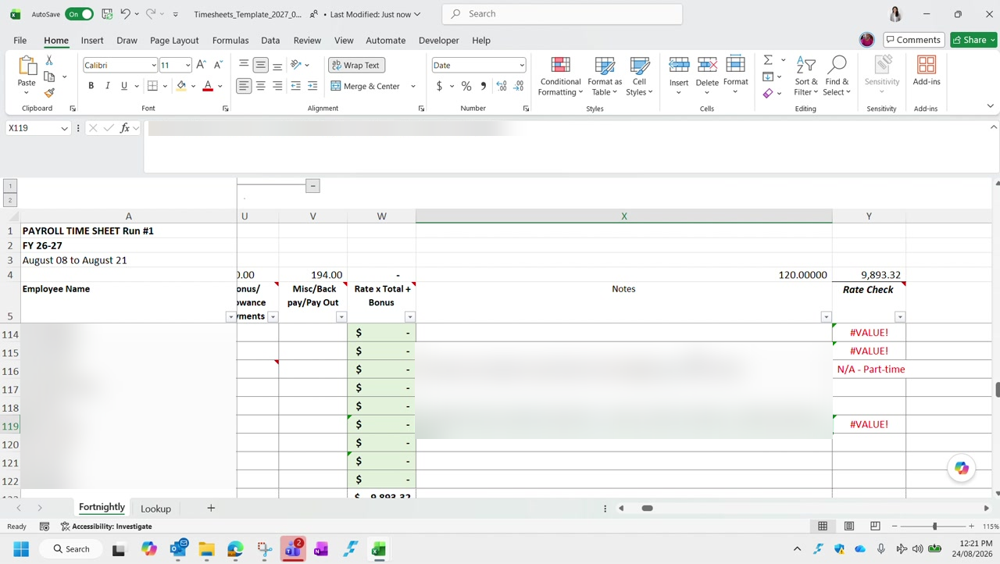 AutoSave On Timesheets_Template_2027_0... • Last Modified: Just now Search
File Home Insert Draw Page Layout Formulas Data Review View Automate Developer Help Comments Share
Paste Calibri 11 Wrap Text Date Conditional Formatting Format as Table Cell Styles Insert Delete Format Sort & Filter Find & Select Sensitivity Add-ins
B I U Merge & Center $ %
Clipboard Font Alignment Number Styles Cells Editing Sensitivity Add-ins
X119 fx
1
2
A U V W X Y
1 PAYROLL TIME SHEET Run #1
2 FY 26-27
3 August 08 to August 21
4 0.00 194.00 - 120.00000 9,893.32
5 Employee Name onus/ owance yments Misc/Back pay/Pay Out Rate x Total + Bonus Notes Rate Check
114 $ - #VALUE!
115 $ - #VALUE!
116 $ - N/A - Part-time
117 $ -
118 $ -
119 $ - #VALUE!
120 $ -
121 $ -
122 $ -
$ 9,893.32
Fortnightly Lookup
Ready Accessibility: Investigate 115%
Search 2 12:21 PM
24/08/2026